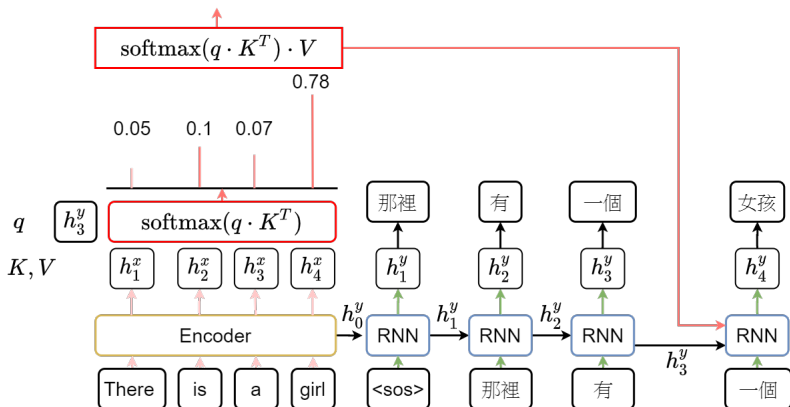 softmax(q · K^T) · V
0.78
0.05 0.1 0.07
那裡 有 一個 女孩
q h_3^y softmax(q · K^T)
K, V h_1^x h_2^x h_3^x h_4^x h_1^y h_2^y h_3^y h_4^y
h_0^y h_1^y h_2^y
Encoder RNN RNN RNN RNN
h_3^y
There is a girl <sos> 那裡 有 一個